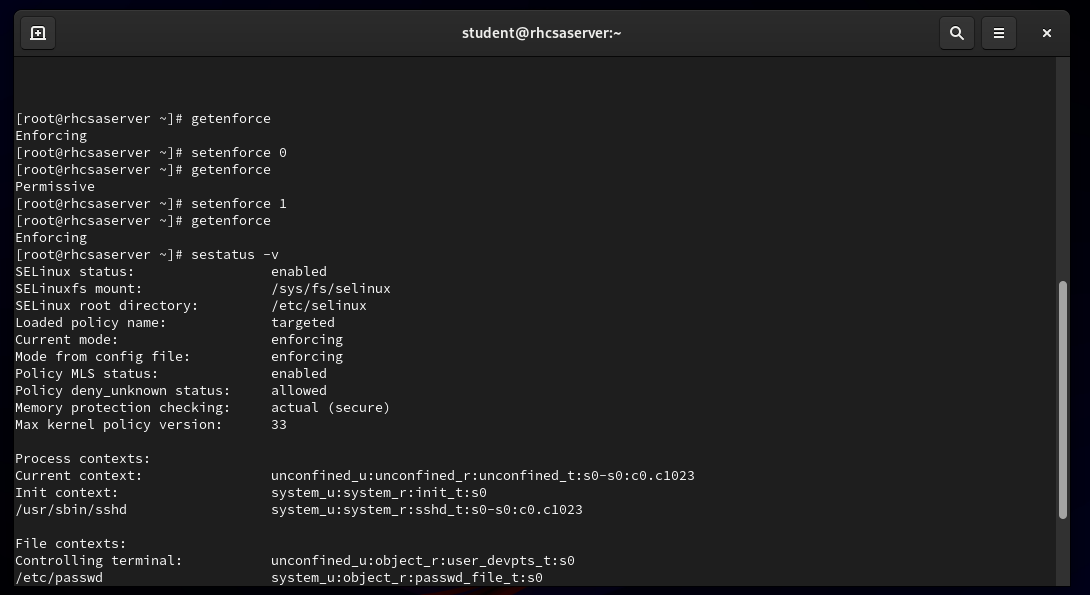 student@rhcsaserver:~
[root@rhcsaserver ~]# getenforce
Enforcing
[root@rhcsaserver ~]# setenforce 0
[root@rhcsaserver ~]# getenforce
Permissive
[root@rhcsaserver ~]# setenforce 1
[root@rhcsaserver ~]# getenforce
Enforcing
[root@rhcsaserver ~]# sestatus -v
SELinux status:                 enabled
SELinuxfs mount:                /sys/fs/selinux
SELinux root directory:         /etc/selinux
Loaded policy name:             targeted
Current mode:                   enforcing
Mode from config file:          enforcing
Policy MLS status:              enabled
Policy deny_unknown status:     allowed
Memory protection checking:     actual (secure)
Max kernel policy version:      33
Process contexts:
Current context:                unconfined_u:unconfined_r:unconfined_t:s0-s0:c0.c1023
Init context:                   system_u:system_r:init_t:s0
/usr/sbin/sshd                  system_u:system_r:sshd_t:s0-s0:c0.c1023
File contexts:
Controlling terminal:           unconfined_u:object_r:user_devpts_t:s0
/etc/passwd                     system_u:object_r:passwd_file_t:s0